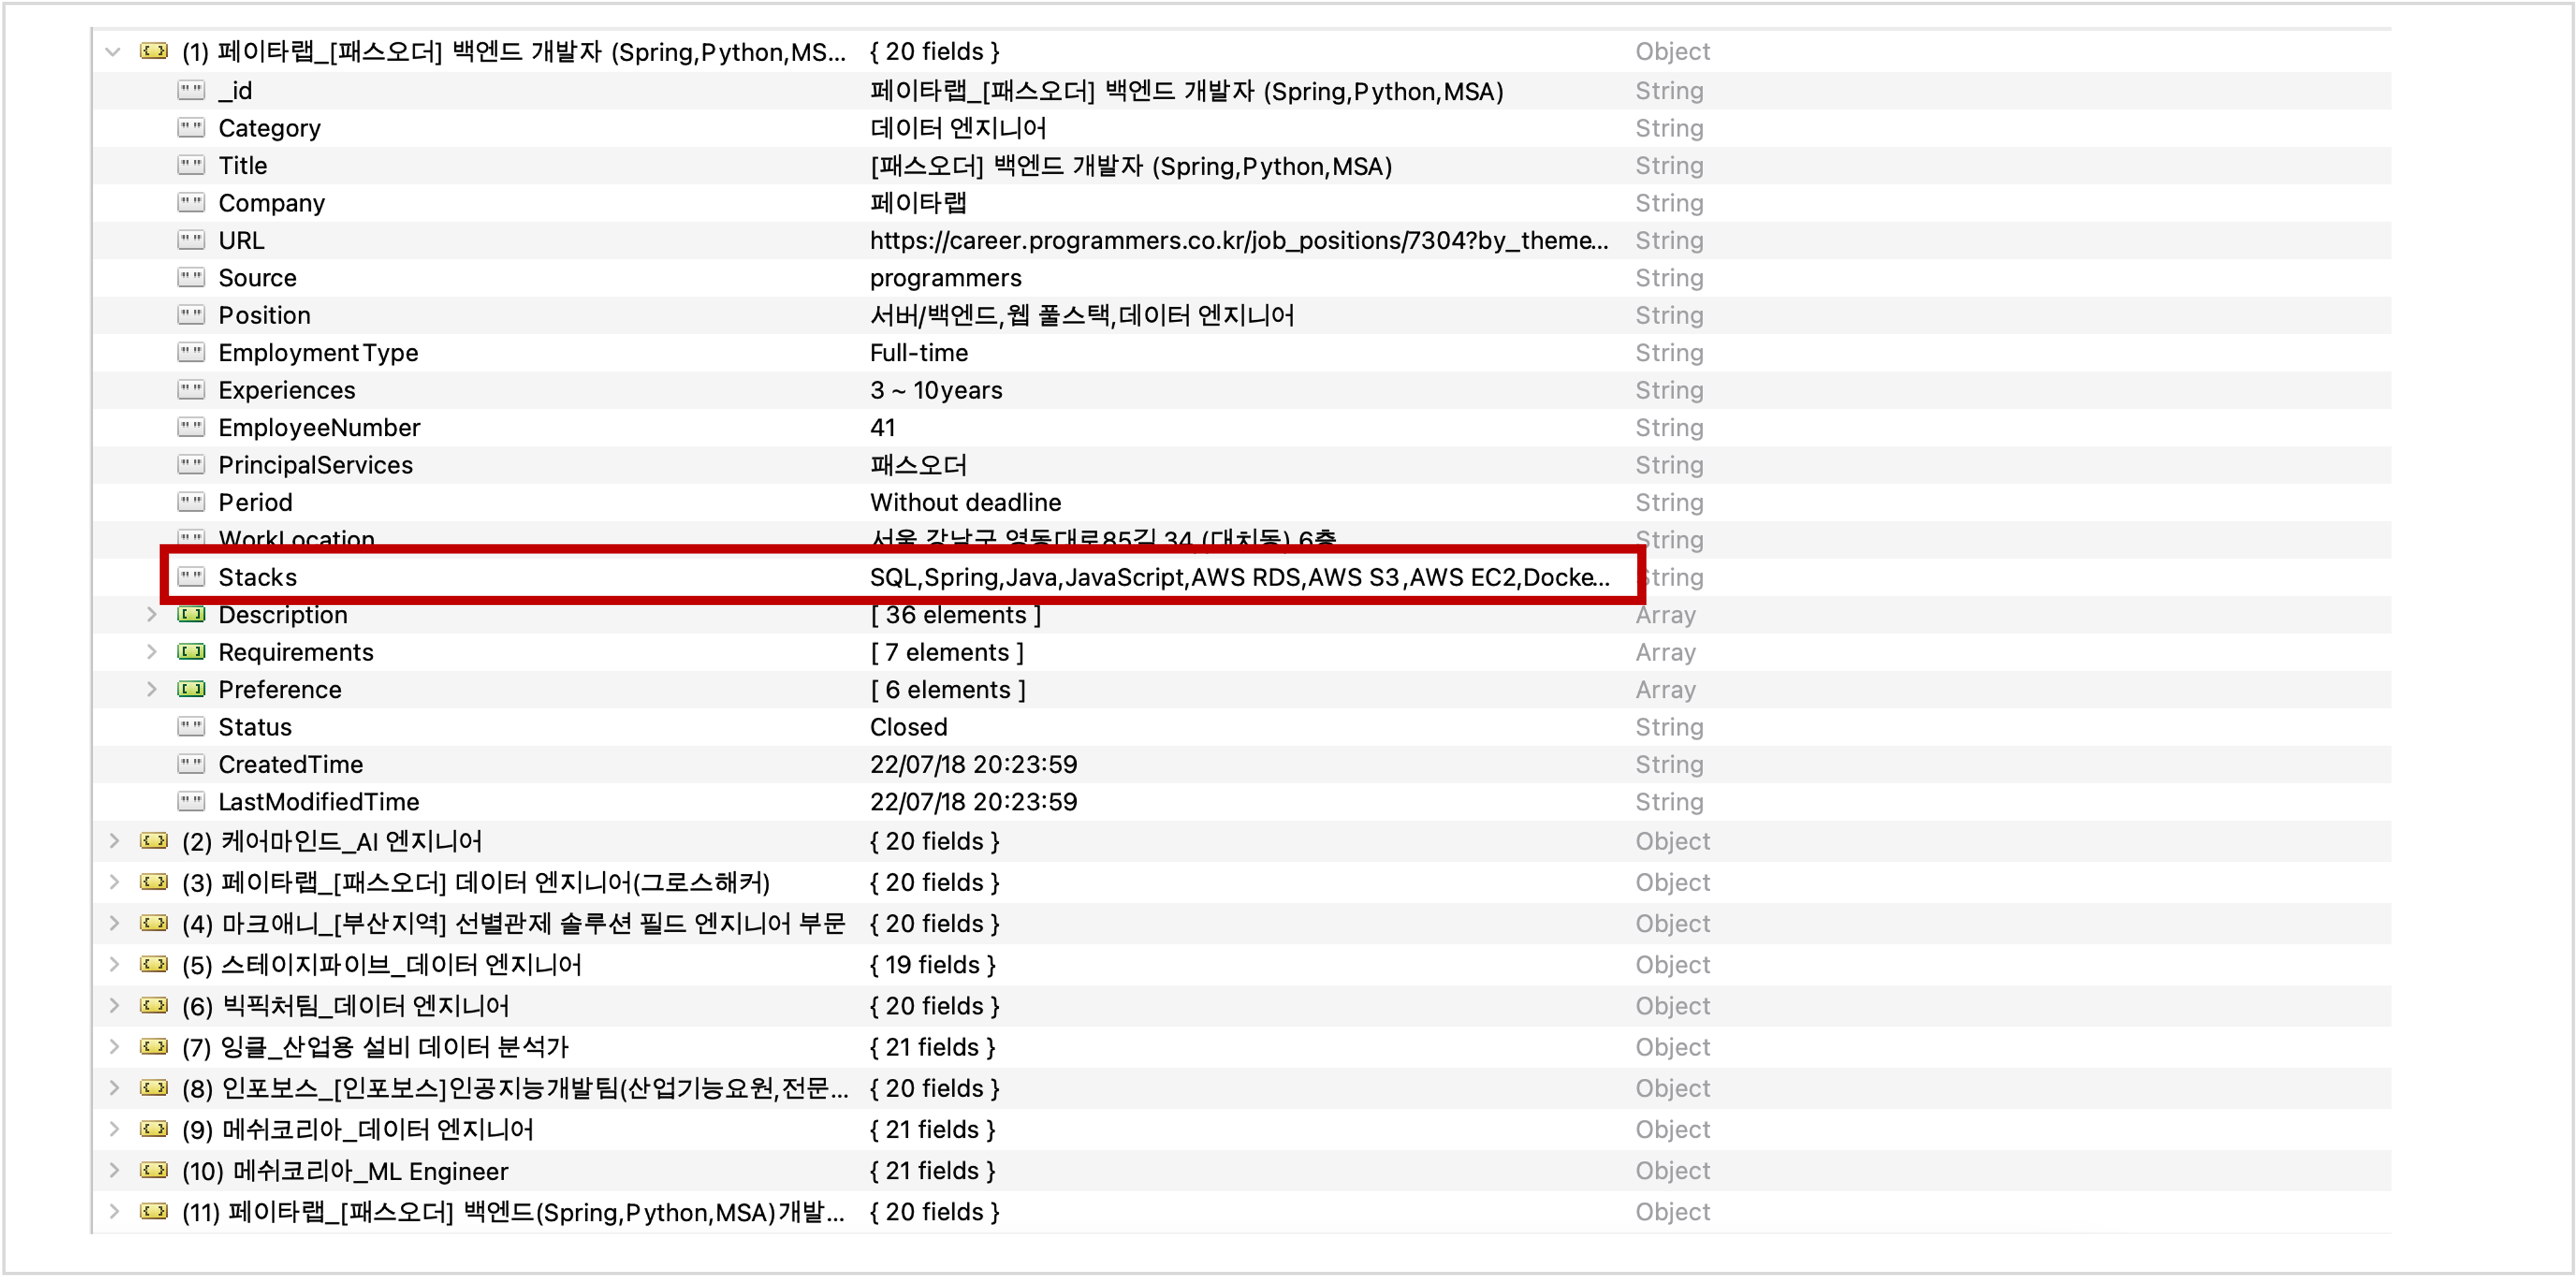 (1) 페이타랩_[패스오더] 백엔드 개발자 (Spring,Python,MS... { 20 fields } Object
_id 페이타랩_[패스오더] 백엔드 개발자 (Spring,Python,MSA) String
Category 데이터 엔지니어 String
Title [패스오더] 백엔드 개발자 (Spring,Python,MSA) String
Company 페이타랩 String
URL https://career.programmers.co.kr/job_positions/7304?by_theme... String
Source programmers String
Position 서버/백엔드,웹 풀스택,데이터 엔지니어 String
EmploymentType Full-time String
Experiences 3 ~ 10years String
EmployeeNumber 41 String
PrincipalServices 패스오더 String
Period Without deadline String
WorkLocation 서울 강남구 영동대로85길 34 (대치동) 6층 String
Stacks SQL,Spring,Java,JavaScript,AWS RDS,AWS S3,AWS EC2,Docke... String
Description [ 36 elements ] Array
Requirements [ 7 elements ] Array
Preference [ 6 elements ] Array
Status Closed String
CreatedTime 22/07/18 20:23:59 String
LastModifiedTime 22/07/18 20:23:59 String
(2) 케어마인드_AI 엔지니어 { 20 fields } Object
(3) 페이타랩_[패스오더] 데이터 엔지니어(그로스해커) { 20 fields } Object
(4) 마크애니_[부산지역] 선별관제 솔루션 필드 엔지니어 부문 { 20 fields } Object
(5) 스테이지파이브_데이터 엔지니어 { 19 fields } Object
(6) 빅픽처팀_데이터 엔지니어 { 20 fields } Object
(7) 잉클_산업용 설비 데이터 분석가 { 21 fields } Object
(8) 인포보스_[인포보스]인공지능개발팀(산업기능요원,전문... { 20 fields } Object
(9) 메쉬코리아_데이터 엔지니어 { 21 fields } Object
(10) 메쉬코리아_ML Engineer { 21 fields } Object
(11) 페이타랩_[패스오더] 백엔드(Spring,Python,MSA)개발... { 20 fields } Object